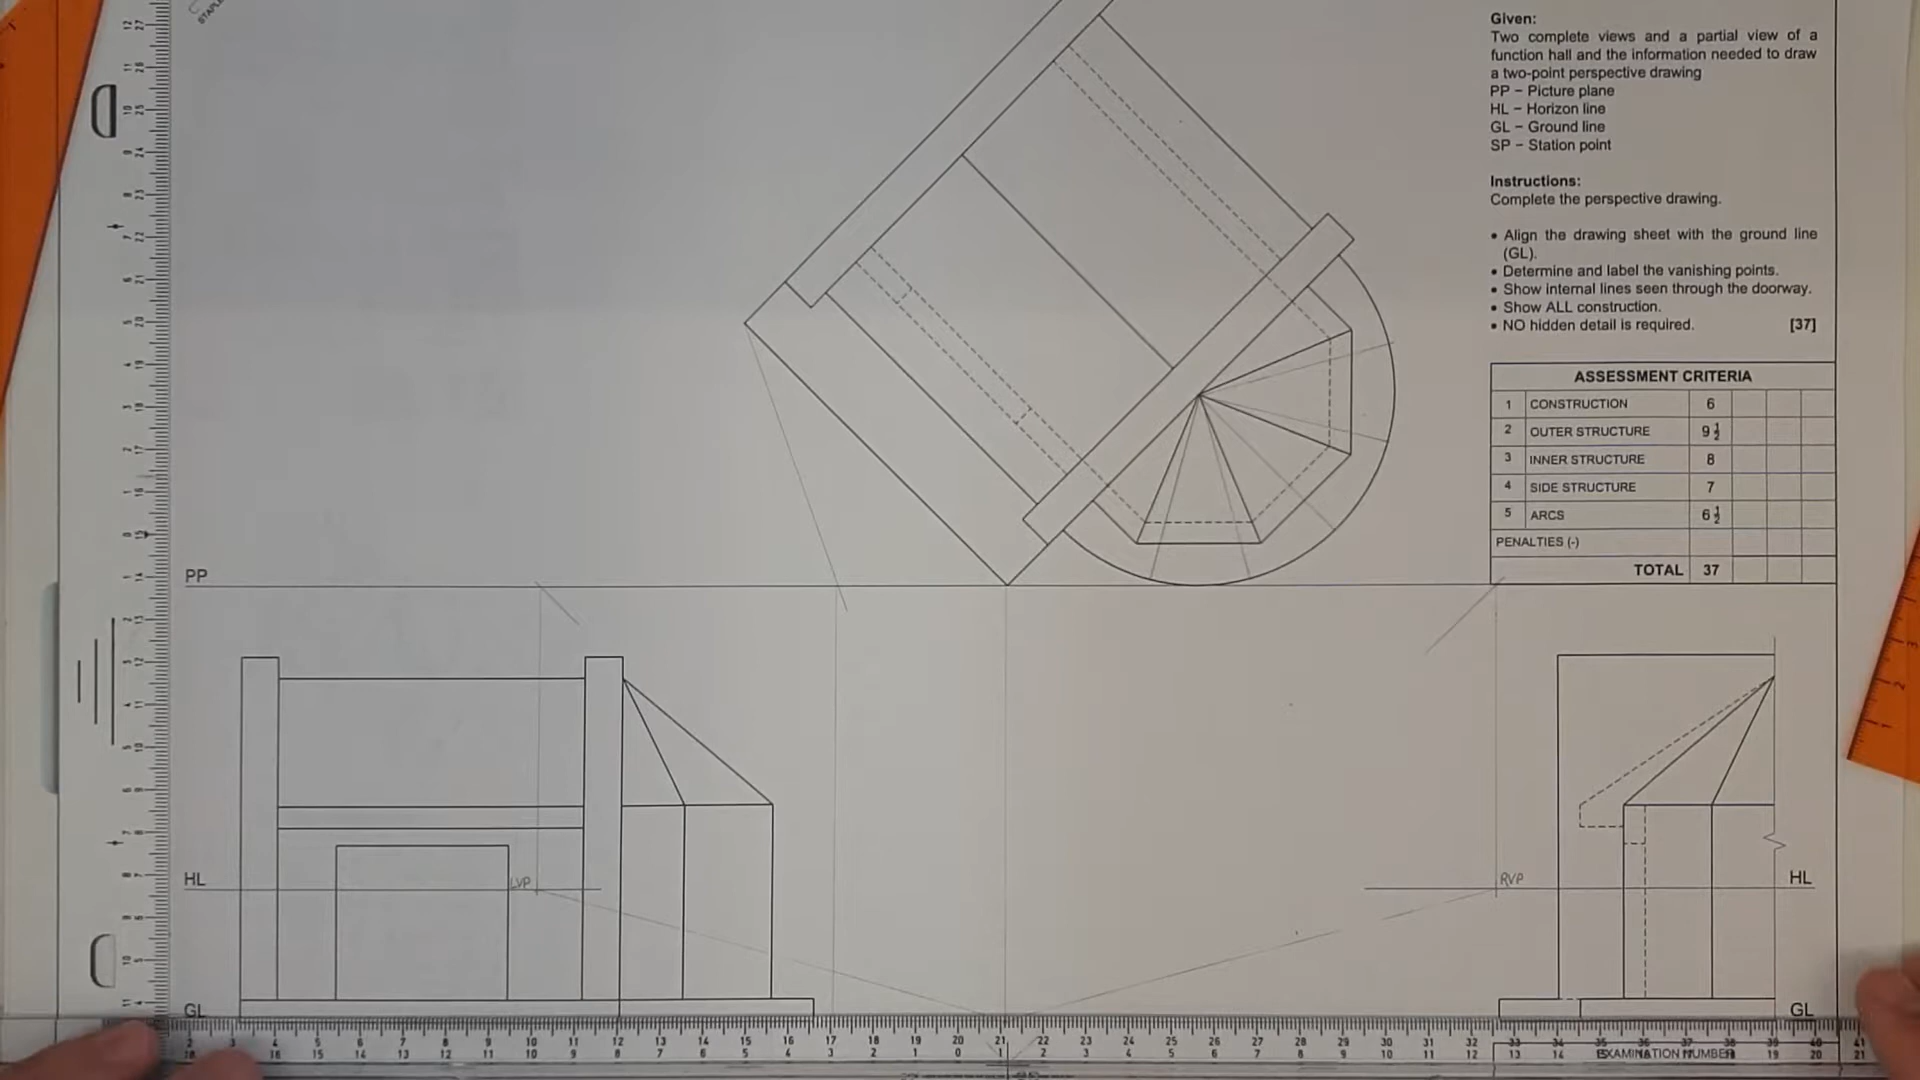 Given:
Two complete views and a partial view of a
function hall and the information needed to draw
a two-point perspective drawing
PP – Picture plane
HL – Horizon line
GL – Ground line
SP – Station point
Instructions:
Complete the perspective drawing.
• Align the drawing sheet with the ground line
(GL).
• Determine and label the vanishing points.
• Show internal lines seen through the doorway.
• Show ALL construction.
• NO hidden detail is required. [37]
ASSESSMENT CRITERIA
1 CONSTRUCTION 6
2 OUTER STRUCTURE 9½
3 INNER STRUCTURE 8
4 SIDE STRUCTURE 7
5 ARCS 6½
PENALTIES (-)
TOTAL 37
PP
HL
LVP
RVP
HL
GL
GL
EXAMINATION NUMBER